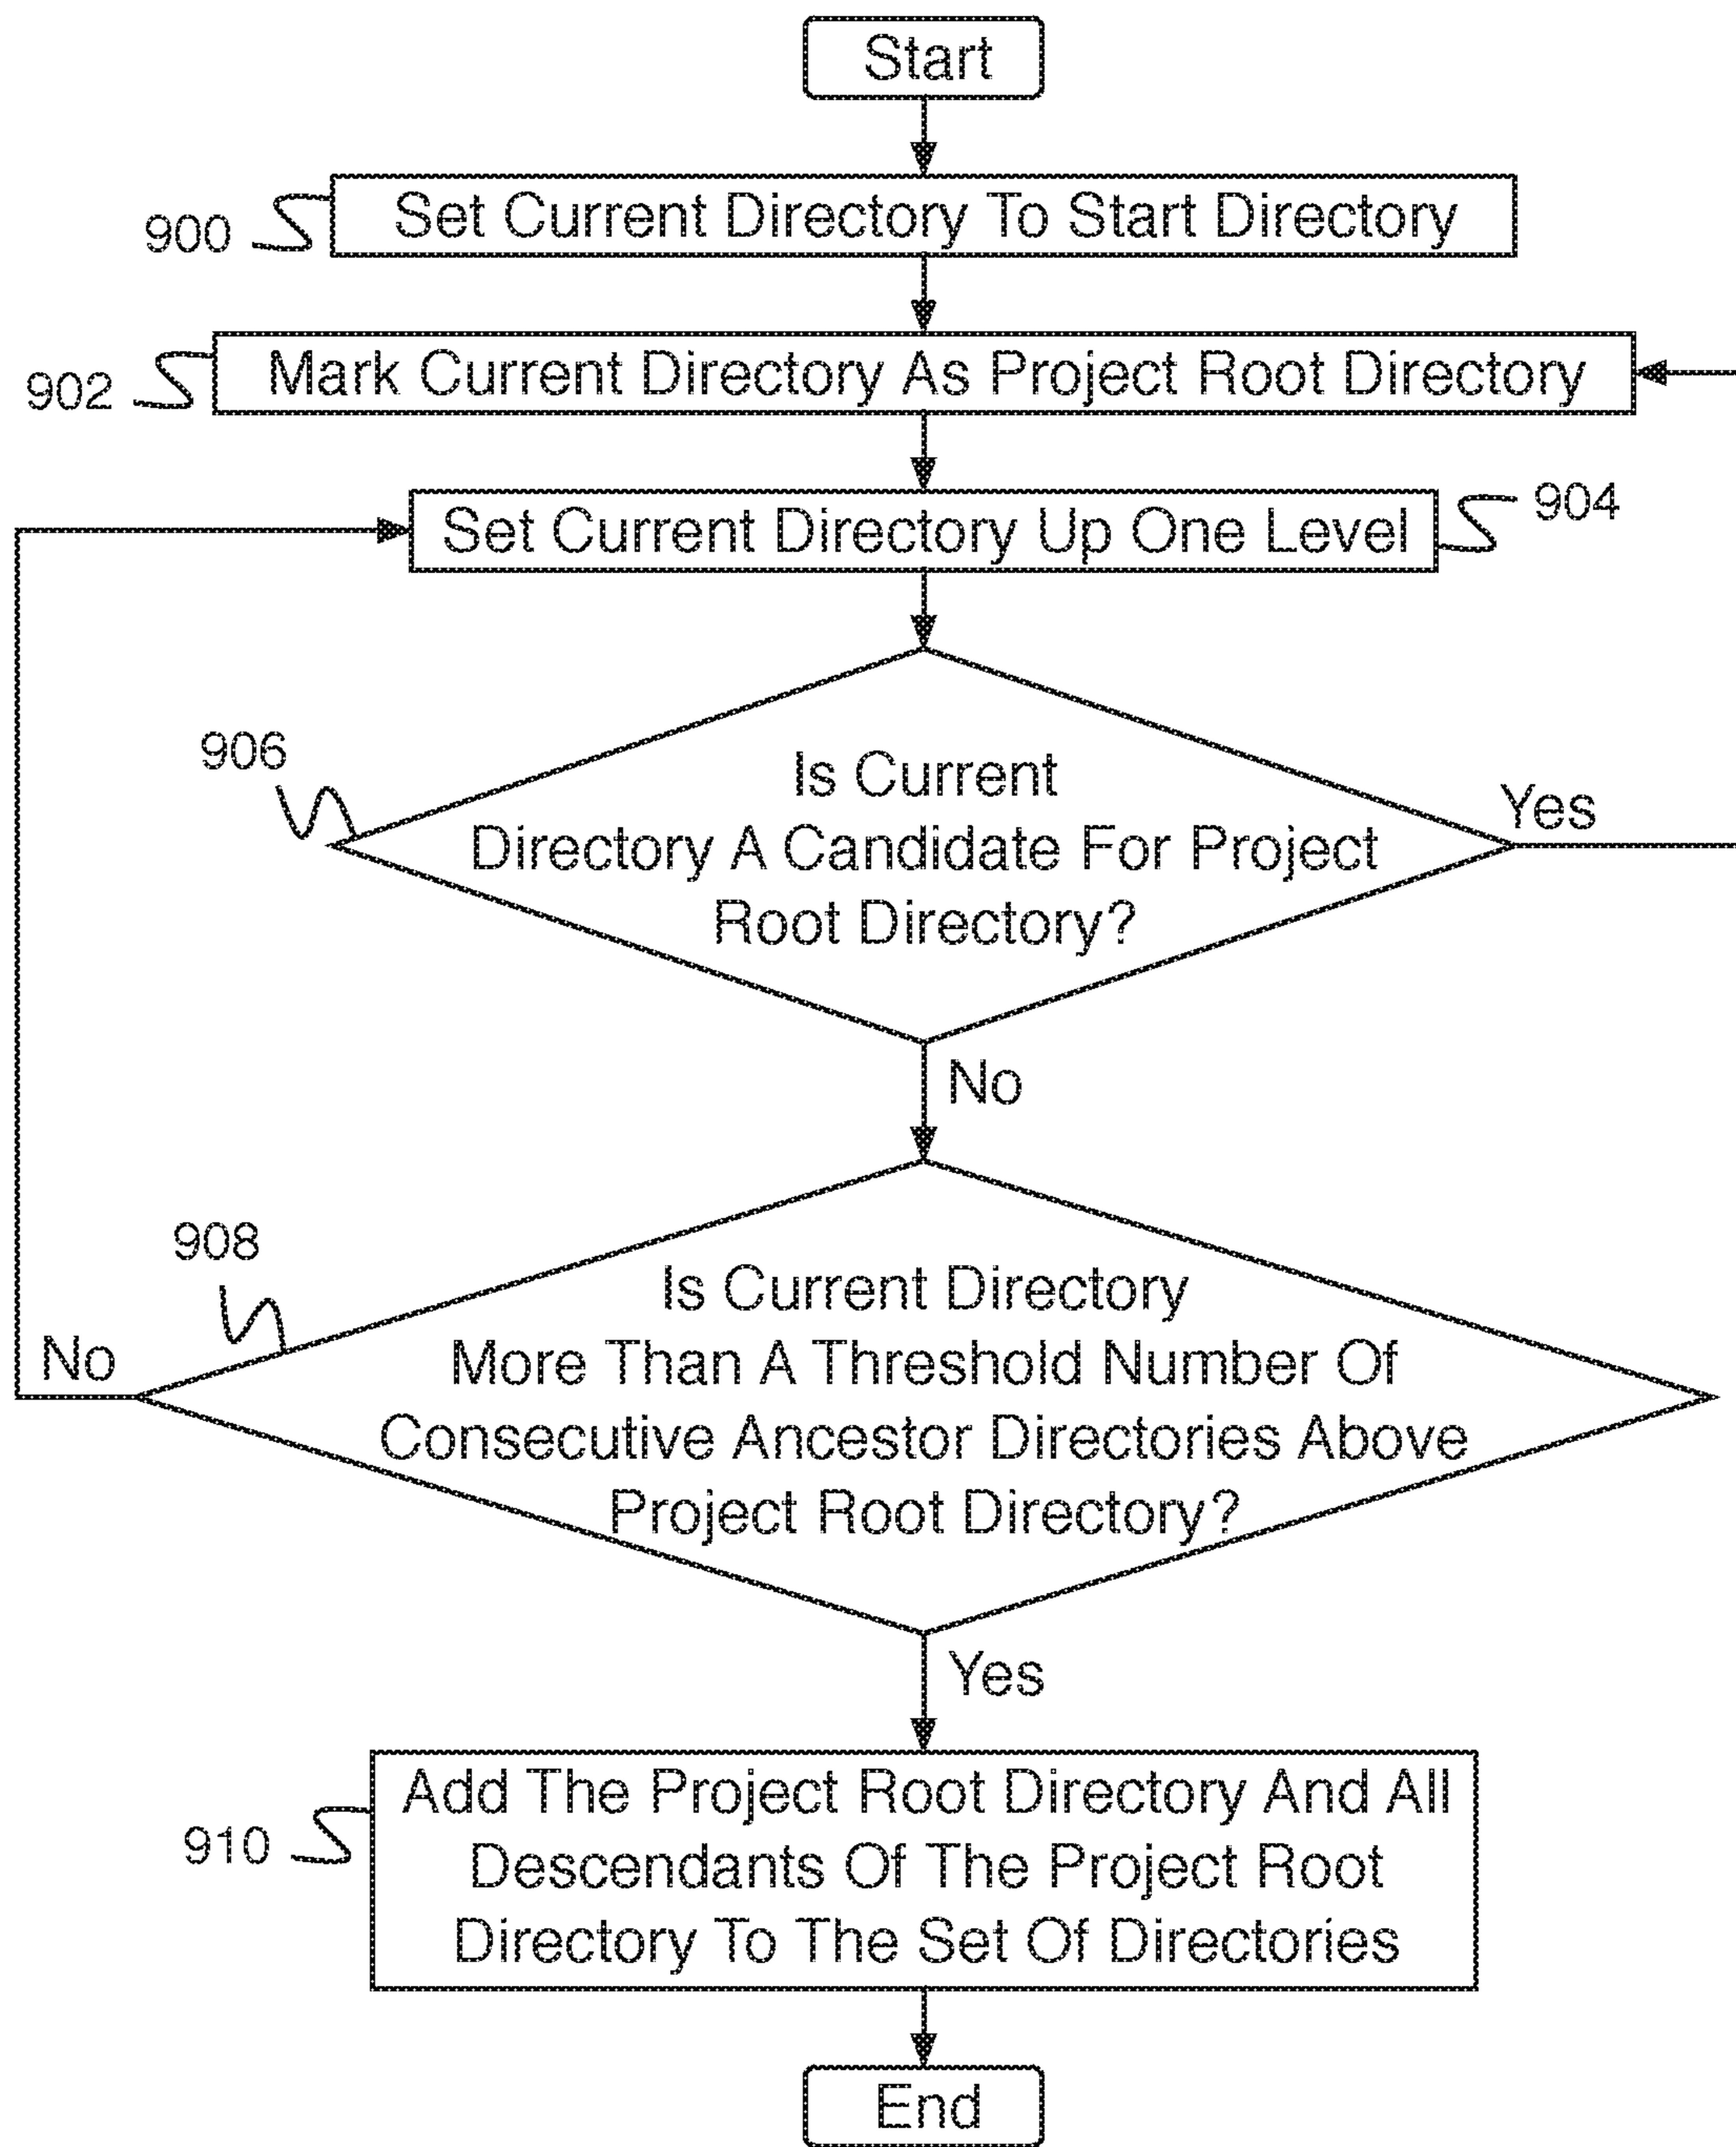 Start
900
Set Current Directory To Start Directory
902
Mark Current Directory As Project Root Directory
Set Current Directory Up One Level
904
906
Is Current
Directory A Candidate For Project
Root Directory?
Yes
No
908
Is Current Directory
More Than A Threshold Number Of
Consecutive Ancestor Directories Above
Project Root Directory?
No
Yes
910
Add The Project Root Directory And All
Descendants Of The Project Root
Directory To The Set Of Directories
End